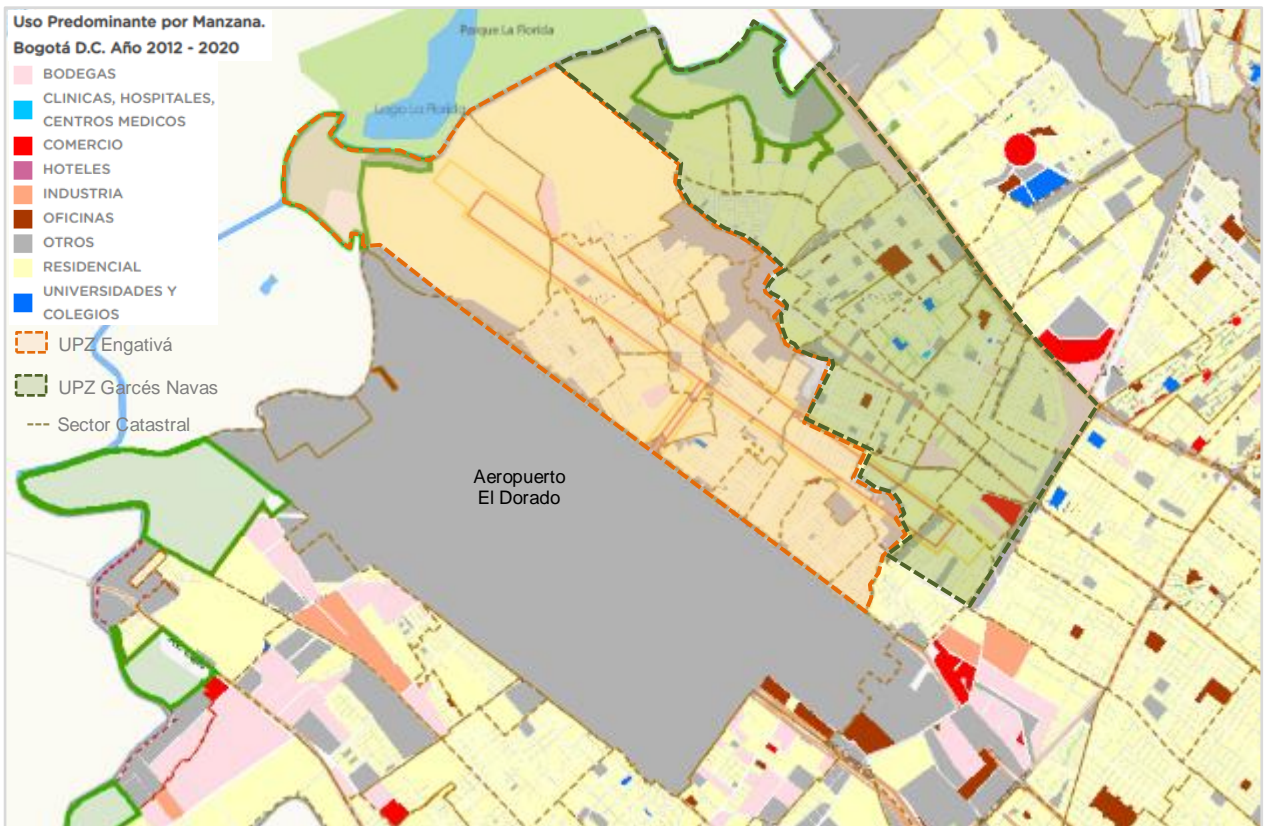 Uso Predominante por Manzana.
Bogotá D.C. Año 2012 - 2020
BODEGAS
CLINICAS, HOSPITALES,
CENTROS MEDICOS
COMERCIO
HOTELES
INDUSTRIA
OFICINAS
OTROS
RESIDENCIAL
UNIVERSIDADES Y
COLEGIOS
UPZ Engativá
UPZ Garcés Navas
Sector Catastral
Parque La Florida
Lago La Florida
Aeropuerto
El Dorado